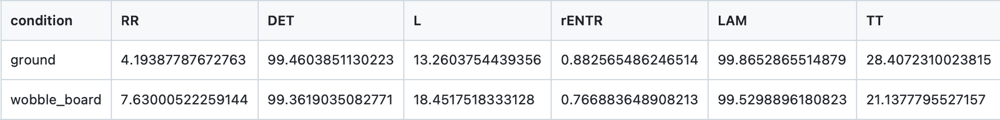 condition RR DET L rENTR LAM TT
ground 4.19387787672763 99.4603851130223 13.2603754439356 0.882565486246514 99.8652865514879 28.4072310023815
wobble_board 7.63000522259144 99.3619035082771 18.4517518333128 0.766883648908213 99.5298896180823 21.1377795527157